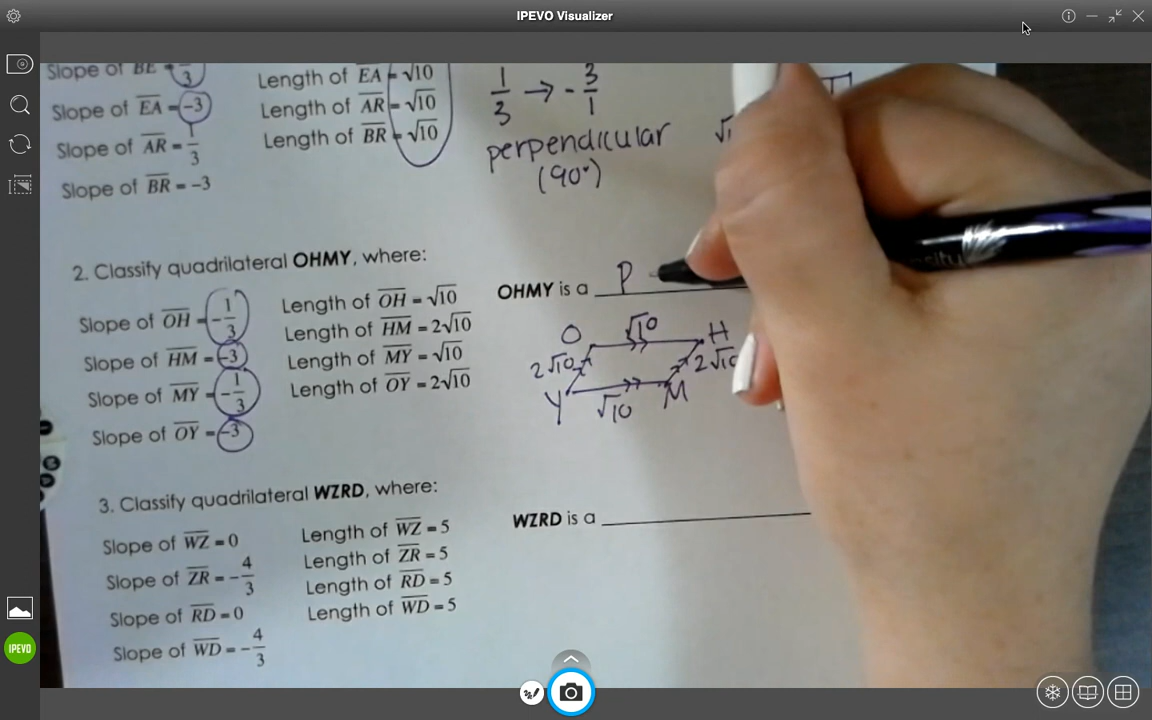 IPEVO Visualizer
Slope of BE = 3
Slope of EA = -3
Slope of AR = 1/3
Slope of BR = -3
Length of EA = √10
Length of AR = √10
Length of BR = √10
1/3 → - 3/1
perpendicular
(90°)
2. Classify quadrilateral OHMY, where:
Slope of OH = -1/3
Slope of HM = -3
Slope of MY = -1/3
Slope of OY = -3
Length of OH = √10
Length of HM = 2√10
Length of MY = √10
Length of OY = 2√10
OHMY is a P
O √10 H
2√10 2√10
Y √10 M
3. Classify quadrilateral WZRD, where:
Slope of WZ = 0
Slope of ZR = -4/3
Slope of RD = 0
Slope of WD = -4/3
Length of WZ = 5
Length of ZR = 5
Length of RD = 5
Length of WD = 5
WZRD is a
IPEVO